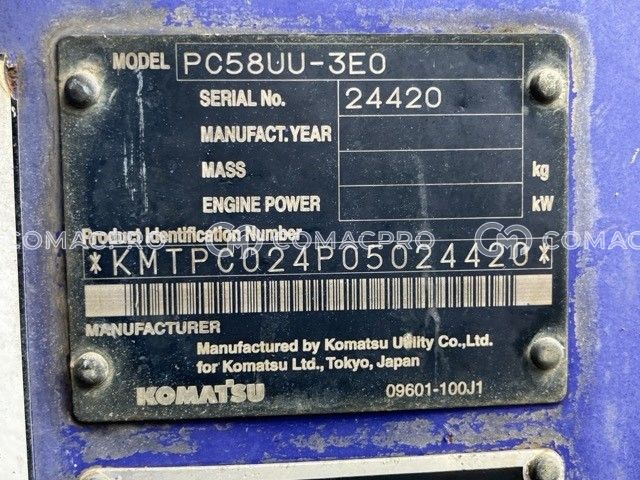 MODEL PC58UU-3E0
SERIAL No. 24420
MANUFACT.YEAR
MASS kg
ENGINE POWER kW
Product Identification Number
*KMTPC024P05024420*
COMACPRO COMACPRO COMACPRO
MANUFACTURER
Manufactured by Komatsu Utility Co.,Ltd.
for Komatsu Ltd., Tokyo, Japan
KOMATSU 09601-100J1